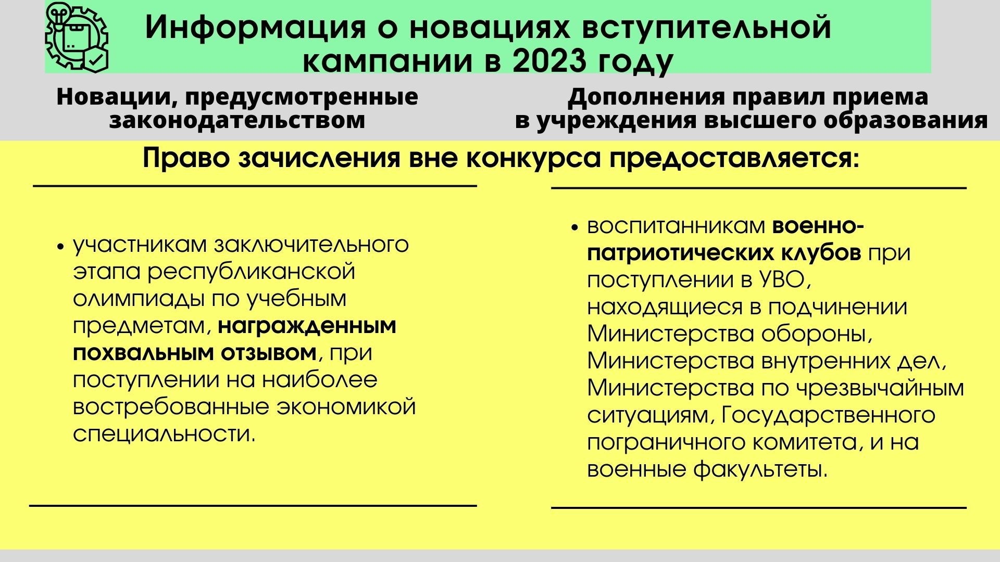 Информация о новациях вступительной
кампании в 2023 году
Новации, предусмотренные
законодательством
Дополнения правил приема
в учреждения высшего образования
Право зачисления вне конкурса предоставляется:
• участникам заключительного
этапа республиканской
олимпиады по учебным
предметам, награжденным
похвальным отзывом, при
поступлении на наиболее
востребованные экономикой
специальности.
• воспитанникам военно-
патриотических клубов при
поступлении в УВО,
находящиеся в подчинении
Министерства обороны,
Министерства внутренних дел,
Министерства по чрезвычайным
ситуациям, Государственного
пограничного комитета, и на
военные факультеты.